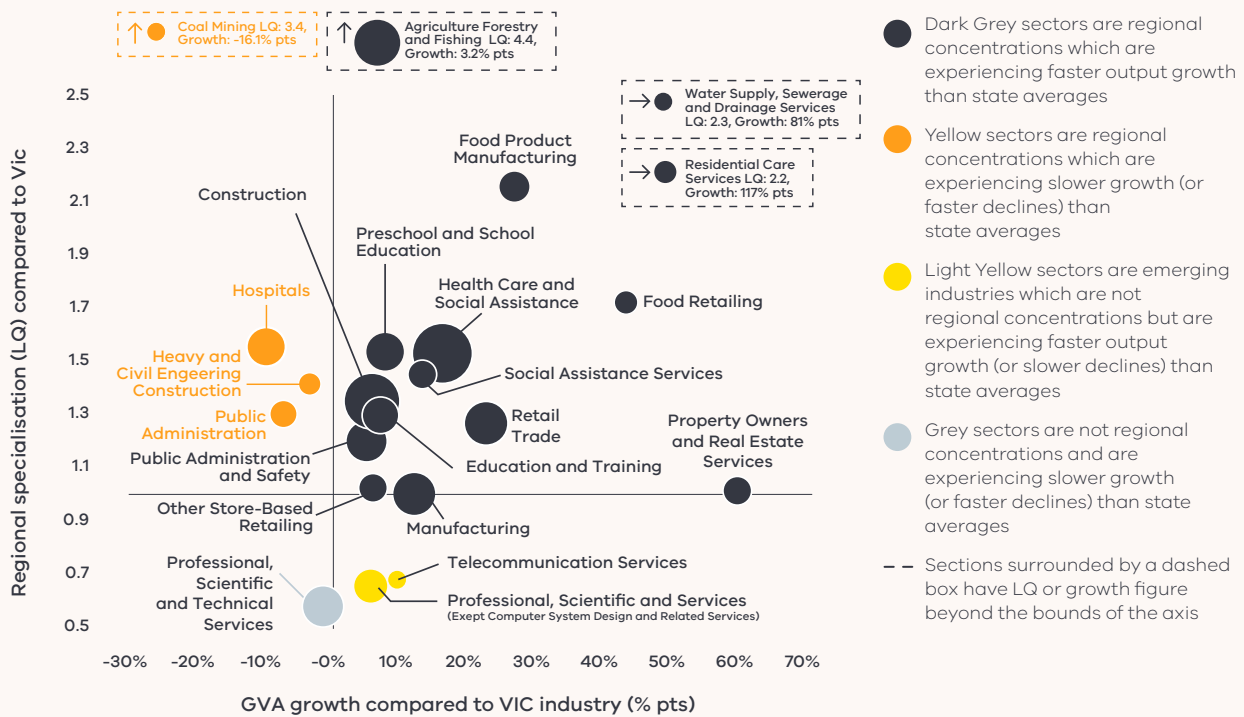 Coal Mining LQ: 3.4,
Growth: -16.1% pts
Agriculture Forestry
and Fishing LQ: 4.4,
Growth: 3.2% pts
Water Supply, Sewerage
and Drainage Services
LQ: 2.3, Growth: 81% pts
Residential Care
Services LQ: 2.2,
Growth: 117% pts
Regional specialisation (LQ) compared to Vic
2.5
2.3
2.1
1.9
1.7
1.5
1.3
1.1
0.9
0.7
0.5
Food Product
Manufacturing
Construction
Preschool and School
Education
Health Care and
Social Assistance
Food Retailing
Hospitals
Heavy and
Civil Engeering
Construction
Public
Administration
Social Assistance Services
Retail
Trade
Property Owners
and Real Estate
Services
Public Administration
and Safety
Education and Training
Other Store-Based
Retailing
Manufacturing
Professional,
Scientific
and Technical
Services
Telecommunication Services
Professional, Scientific and Services
(Exept Computer System Design and Related Services)
-30%
-20%
-10%
-0%
10%
20%
30%
40%
50%
60%
70%
GVA growth compared to VIC industry (% pts)
Dark Grey sectors are regional
concentrations which are
experiencing faster output growth
than state averages
Yellow sectors are regional
concentrations which are
experiencing slower growth (or
faster declines) than
state averages
Light Yellow sectors are emerging
industries which are not
regional concentrations but are
experiencing faster output
growth (or slower declines) than
state averages
Grey sectors are not regional
concentrations and are
experiencing slower growth
(or faster declines) than state
averages
Sections surrounded by a dashed
box have LQ or growth figure
beyond the bounds of the axis